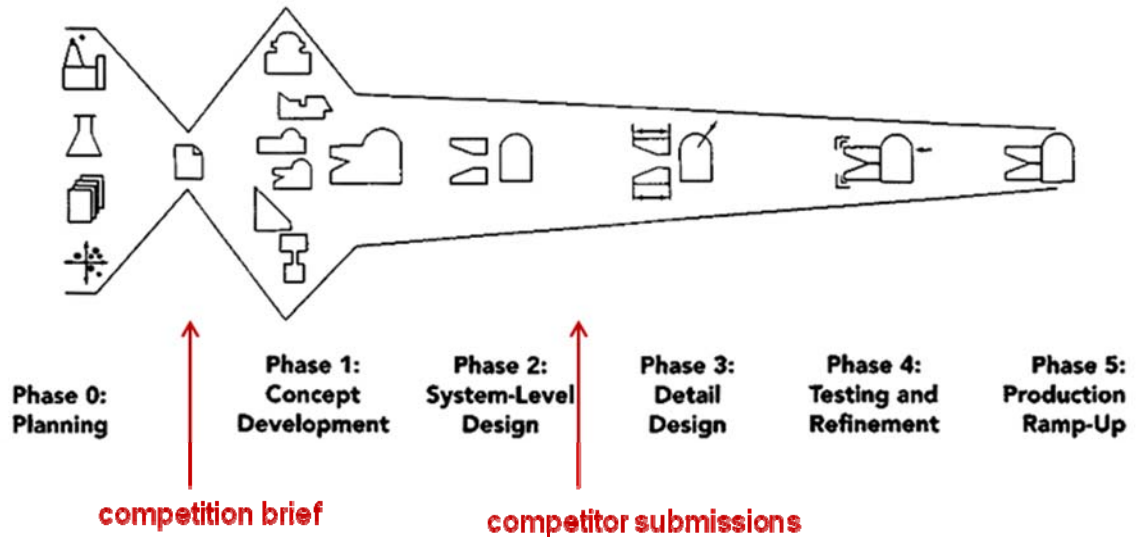 Phase 0:
Planning
Phase 1:
Concept
Development
Phase 2:
System-Level
Design
Phase 3:
Detail
Design
Phase 4:
Testing and
Refinement
Phase 5:
Production
Ramp-Up
competition brief
competitor submissions